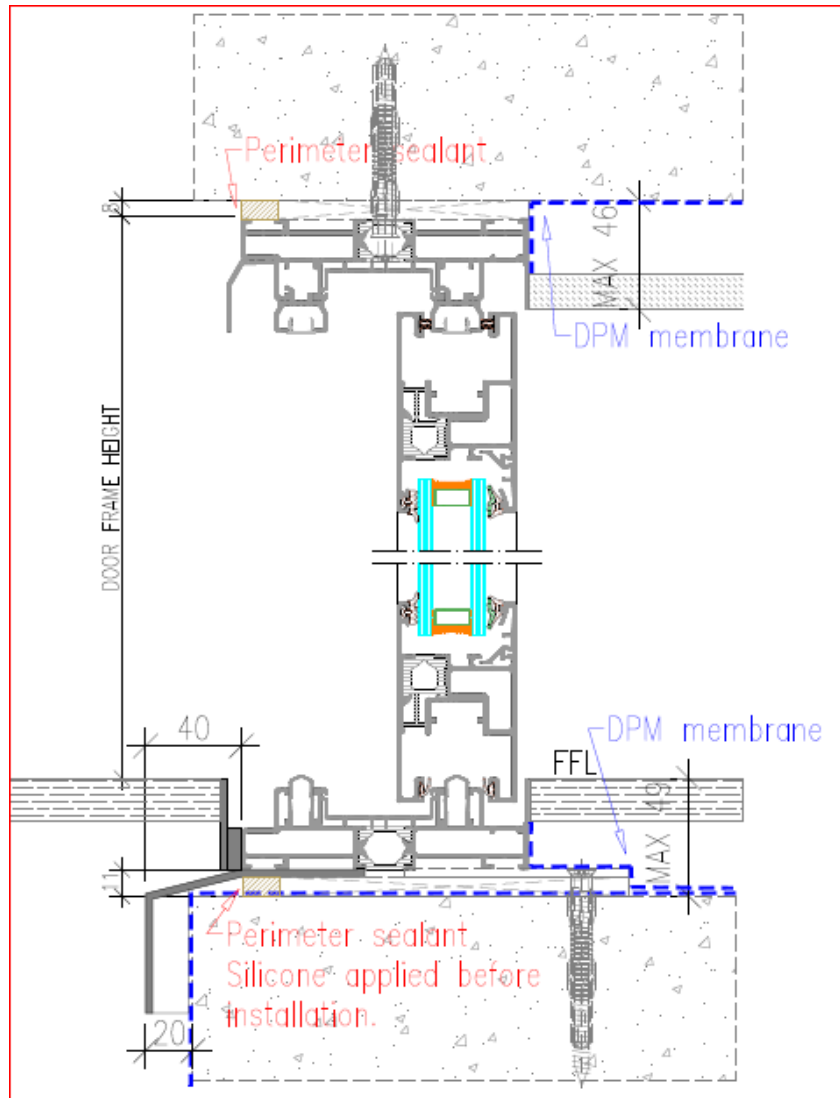 Perimeter sealant
8
MAX 46
DPM membrane
DOOR FRAME HEIGHT
40
DPM membrane
FFL
MAX 49
11
Perimeter sealant
Silicone applied before
installation.
20